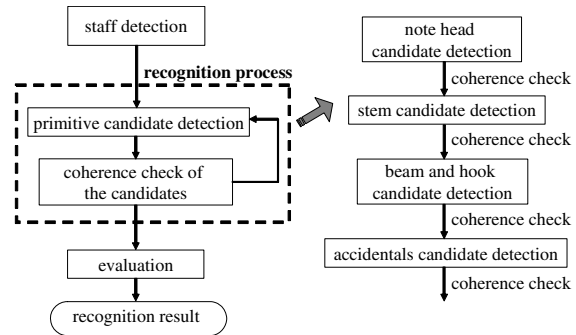 staff detection
recognition process
primitive candidate detection
coherence check of
the candidates
evaluation
recognition result
note head
candidate detection
coherence check
stem candidate detection
coherence check
beam and hook
candidate detection
coherence check
accidentals candidate detection
coherence check